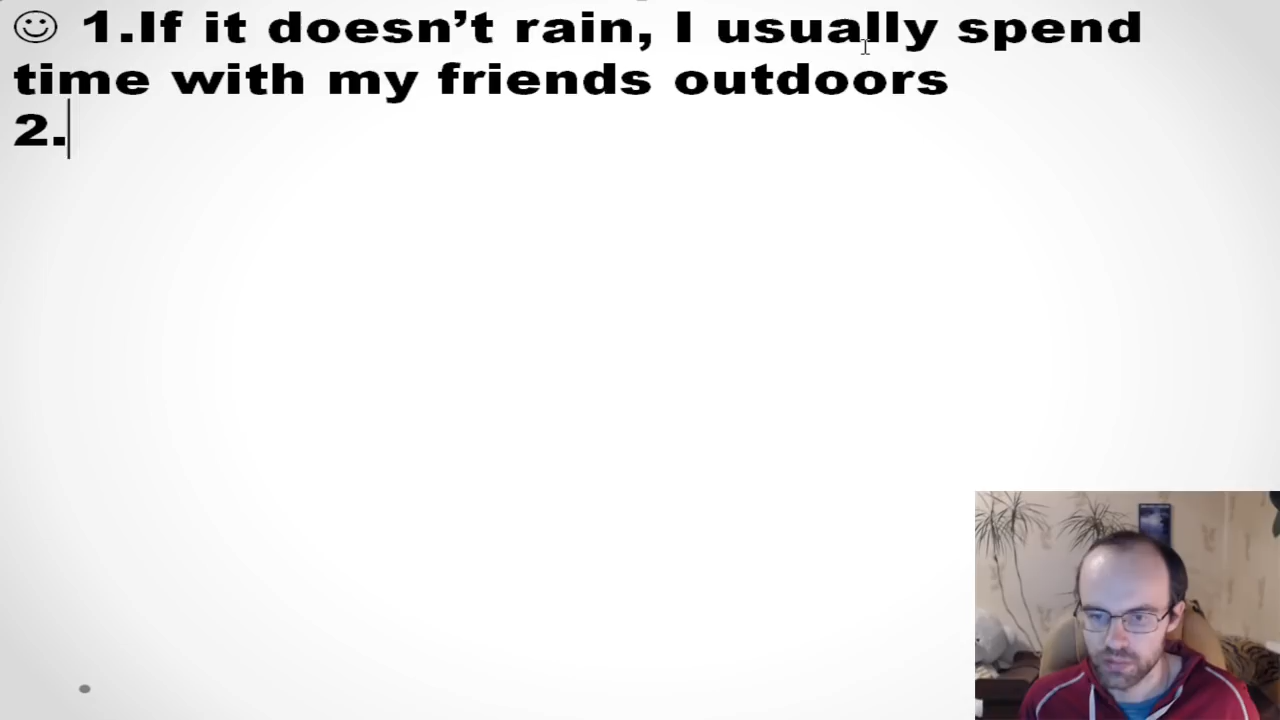 ☺ 1.If it doesn’t rain, I usually spend
time with my friends outdoors
2.